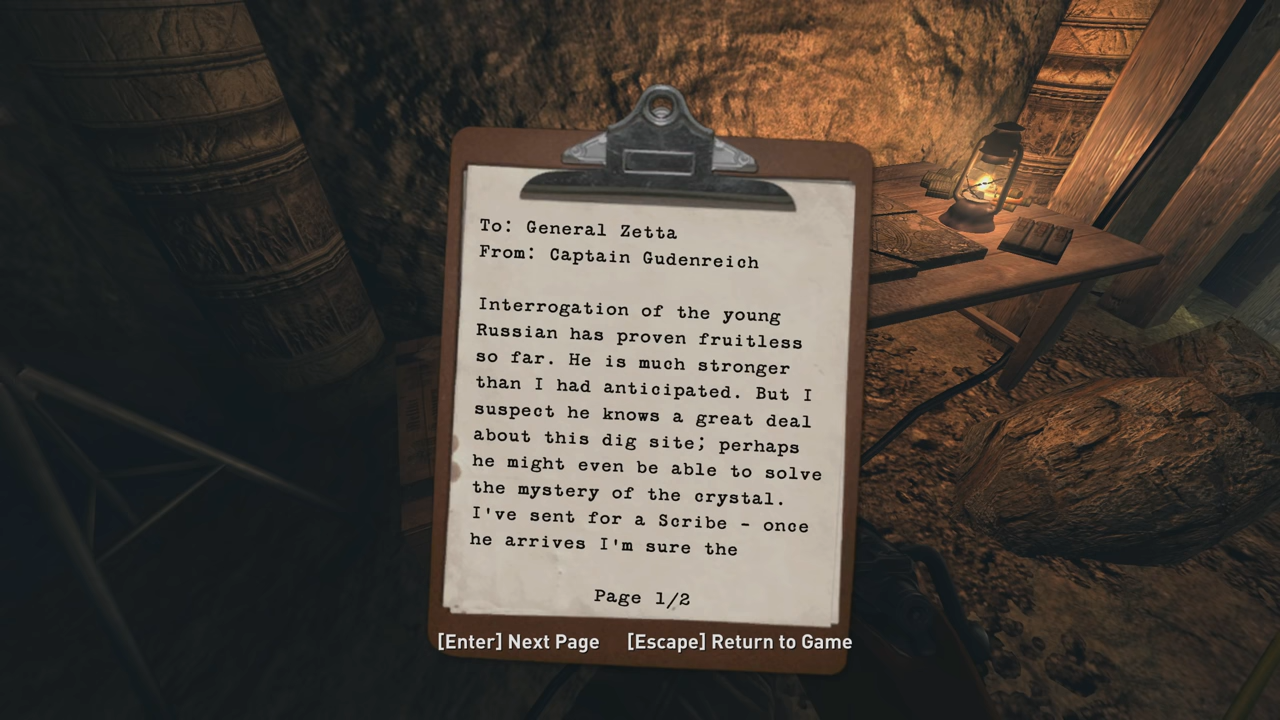 To: General Zetta
From: Captain Gudenreich
Interrogation of the young
Russian has proven fruitless
so far. He is much stronger
than I had anticipated. But I
suspect he knows a great deal
about this dig site; perhaps
he might even be able to solve
the mystery of the crystal.
I've sent for a Scribe - once
he arrives I'm sure the
Page 1/2
[Enter] Next Page [Escape] Return to Game